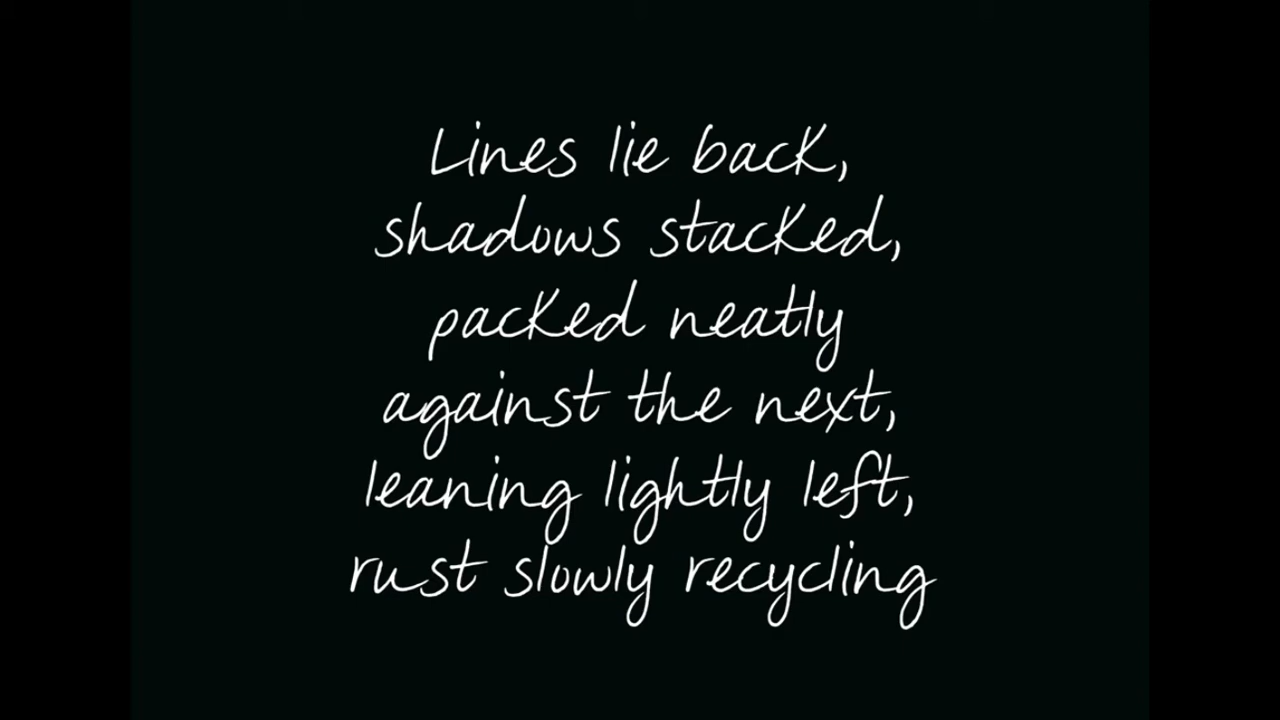 Lines lie back,
shadows stacked,
packed neatly
against the next,
leaning lightly left,
rust slowly recycling